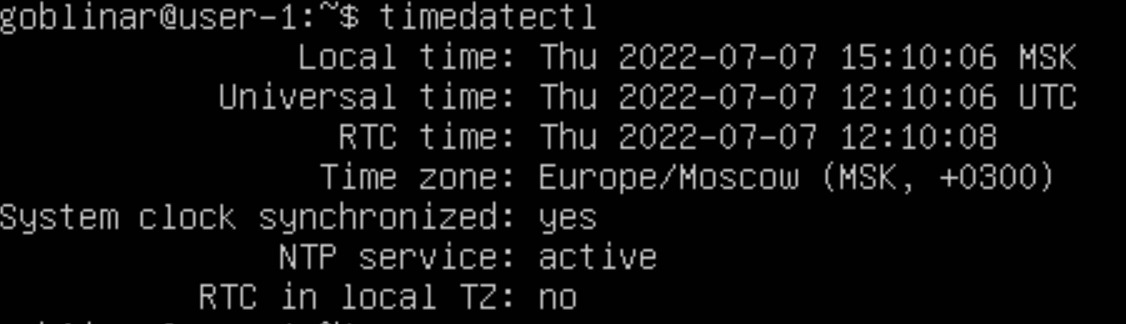 goblinar@user-1:~$ timedatectl
Local time: Thu 2022-07-07 15:10:06 MSK
Universal time: Thu 2022-07-07 12:10:06 UTC
RTC time: Thu 2022-07-07 12:10:08
Time zone: Europe/Moscow (MSK, +0300)
System clock synchronized: yes
NTP service: active
RTC in local TZ: no